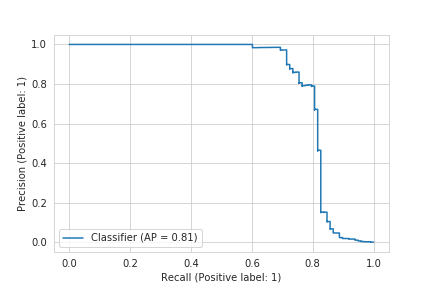 1.0
0.8
0.6
0.4
0.2
0.0
Precision (Positive label: 1)
Classifier (AP = 0.81)
0.0 0.2 0.4 0.6 0.8 1.0
Recall (Positive label: 1)